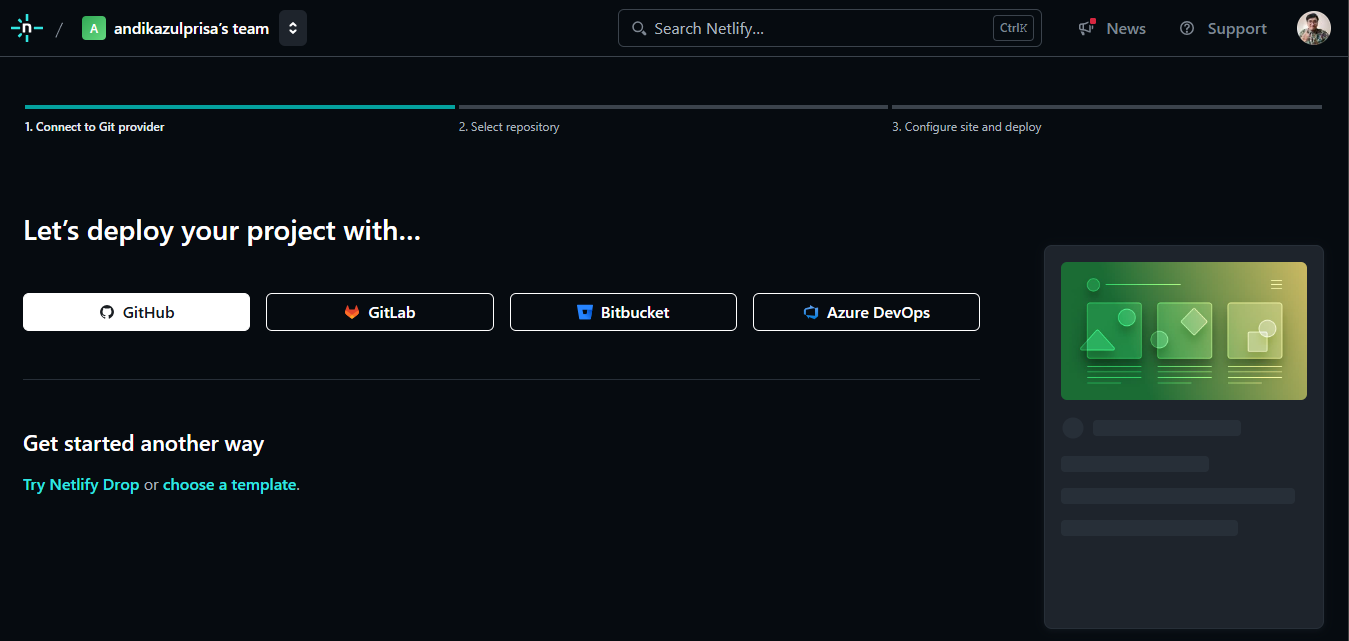 n / A andikazulprisa's team
Search Netlify... Ctrl K
News
Support
1. Connect to Git provider
2. Select repository
3. Configure site and deploy
Let's deploy your project with...
GitHub
GitLab
Bitbucket
Azure DevOps
Get started another way
Try Netlify Drop or choose a template.